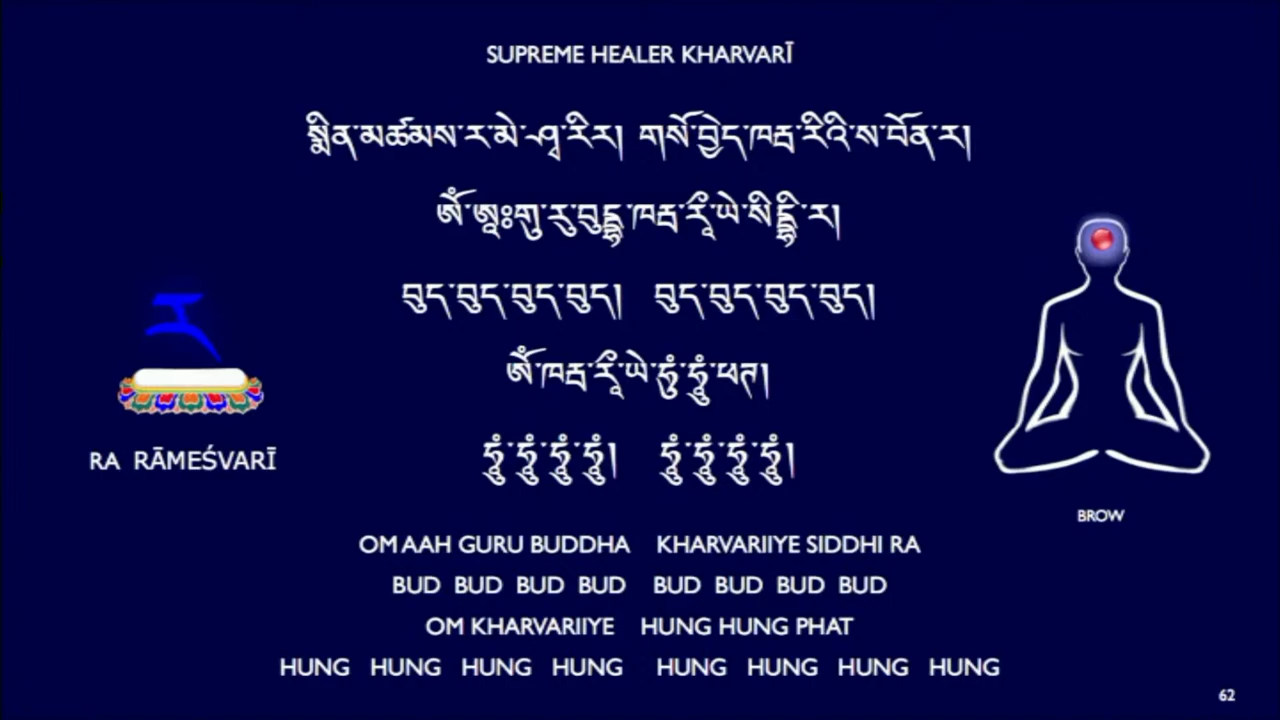 SUPREME HEALER KHARVARĪ
སྨིན་མཚམས་ར་མེ་ཤྭ་རིར། གསོ་བྱེད་ཁརྦ་རིའི་ས་བོན་ར།
ཨོཾ་ཨཱཿགུ་རུ་བུདྡྷ་ཁརྦ་རཱི་ཡེ་སིདྡྷི་ར།
བུད་བུད་བུད་བུད། བུད་བུད་བུད་བུད།
ཨོཾ་ཁརྦ་རཱི་ཡེ་ཧུཾ་ཧཱུཾ་ཕཊ།
ཧཱུཾ་ཧཱུཾ་ཧཱུཾ་ཧཱུཾ། ཧཱུཾ་ཧཱུཾ་ཧཱུཾ་ཧཱུཾ།
ར
RA RĀMEŚVARĪ
BROW
OM AAH GURU BUDDHA KHARVARIIYE SIDDHI RA
BUD BUD BUD BUD BUD BUD BUD BUD
OM KHARVARIIYE HUNG HUNG PHAT
HUNG HUNG HUNG HUNG HUNG HUNG HUNG HUNG
62